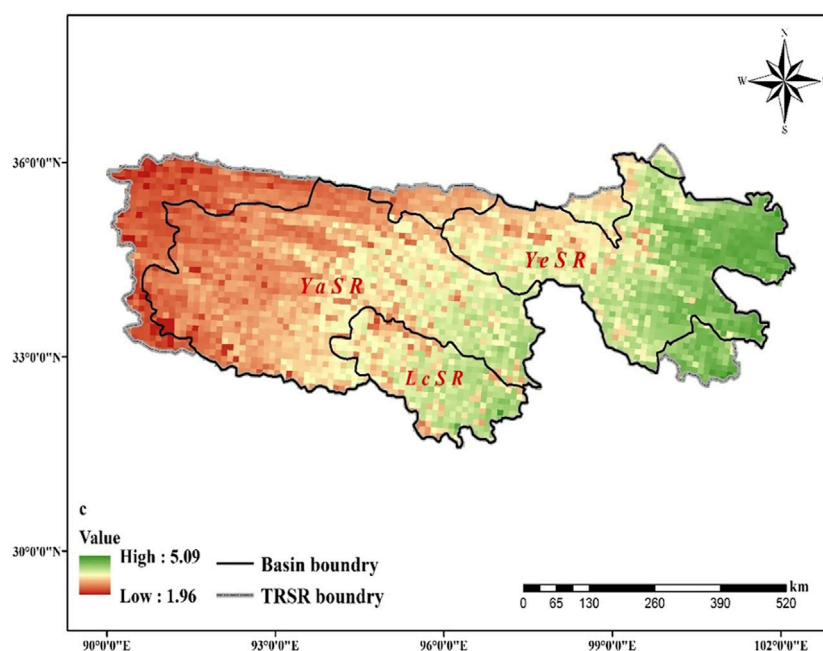 N
W
S
36°0'0"N
33°0'0"N
30°0'0"N
YaSR
YeSR
LcSR
c
Value
High : 5.09
Low : 1.96
Basin boundry
TRSR boundry
km
0 65 130 260 390 520
90°0'0"E 93°0'0"E 96°0'0"E 99°0'0"E 102°0'0"E